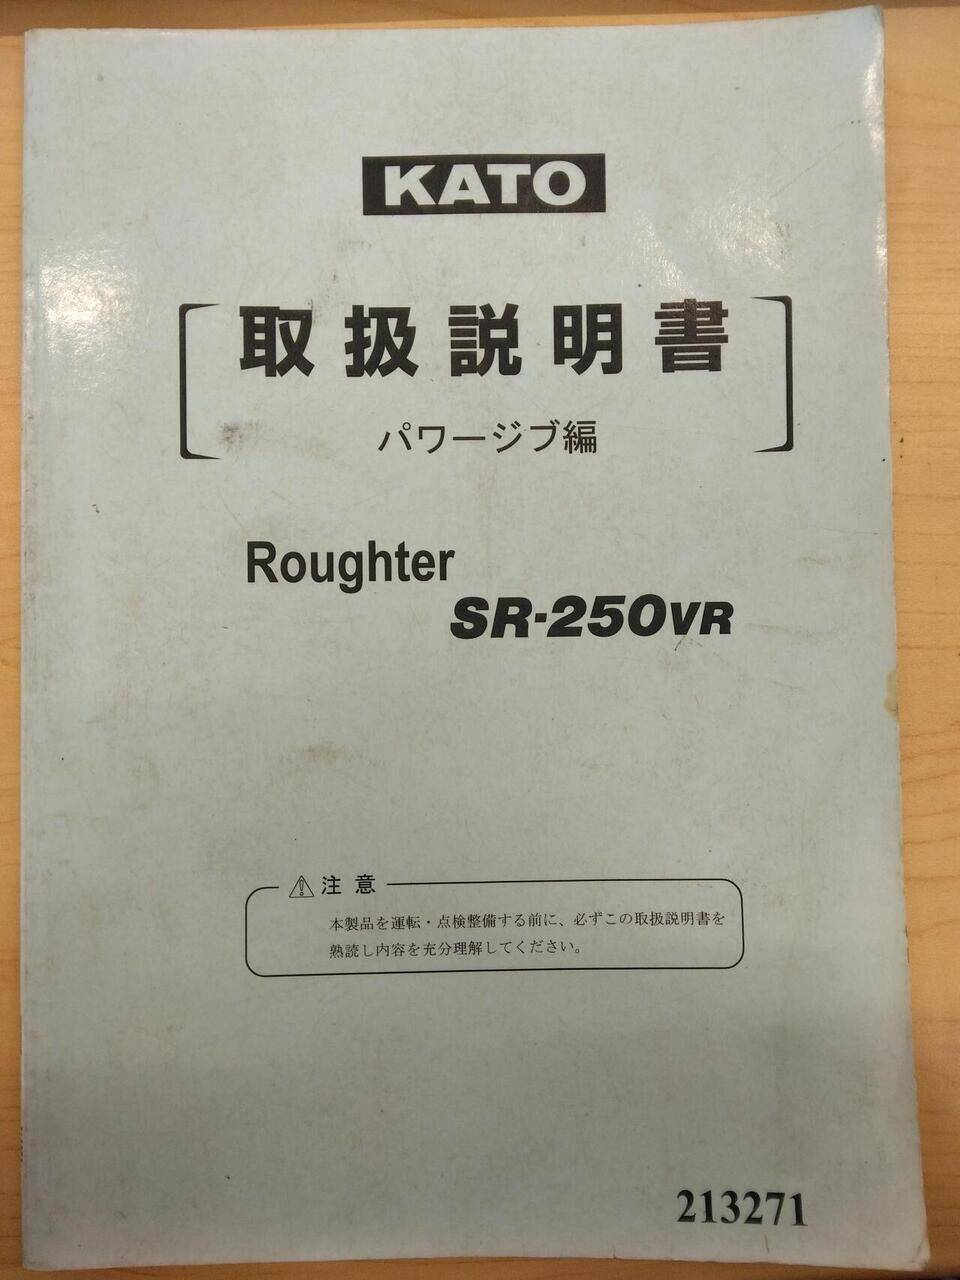 KATO
取扱説明書
パワージブ編
Roughter
SR-250VR
⚠注意
本製品を運転・点検整備する前に、必ずこの取扱説明書を
熟読し内容を充分理解してください。
213271